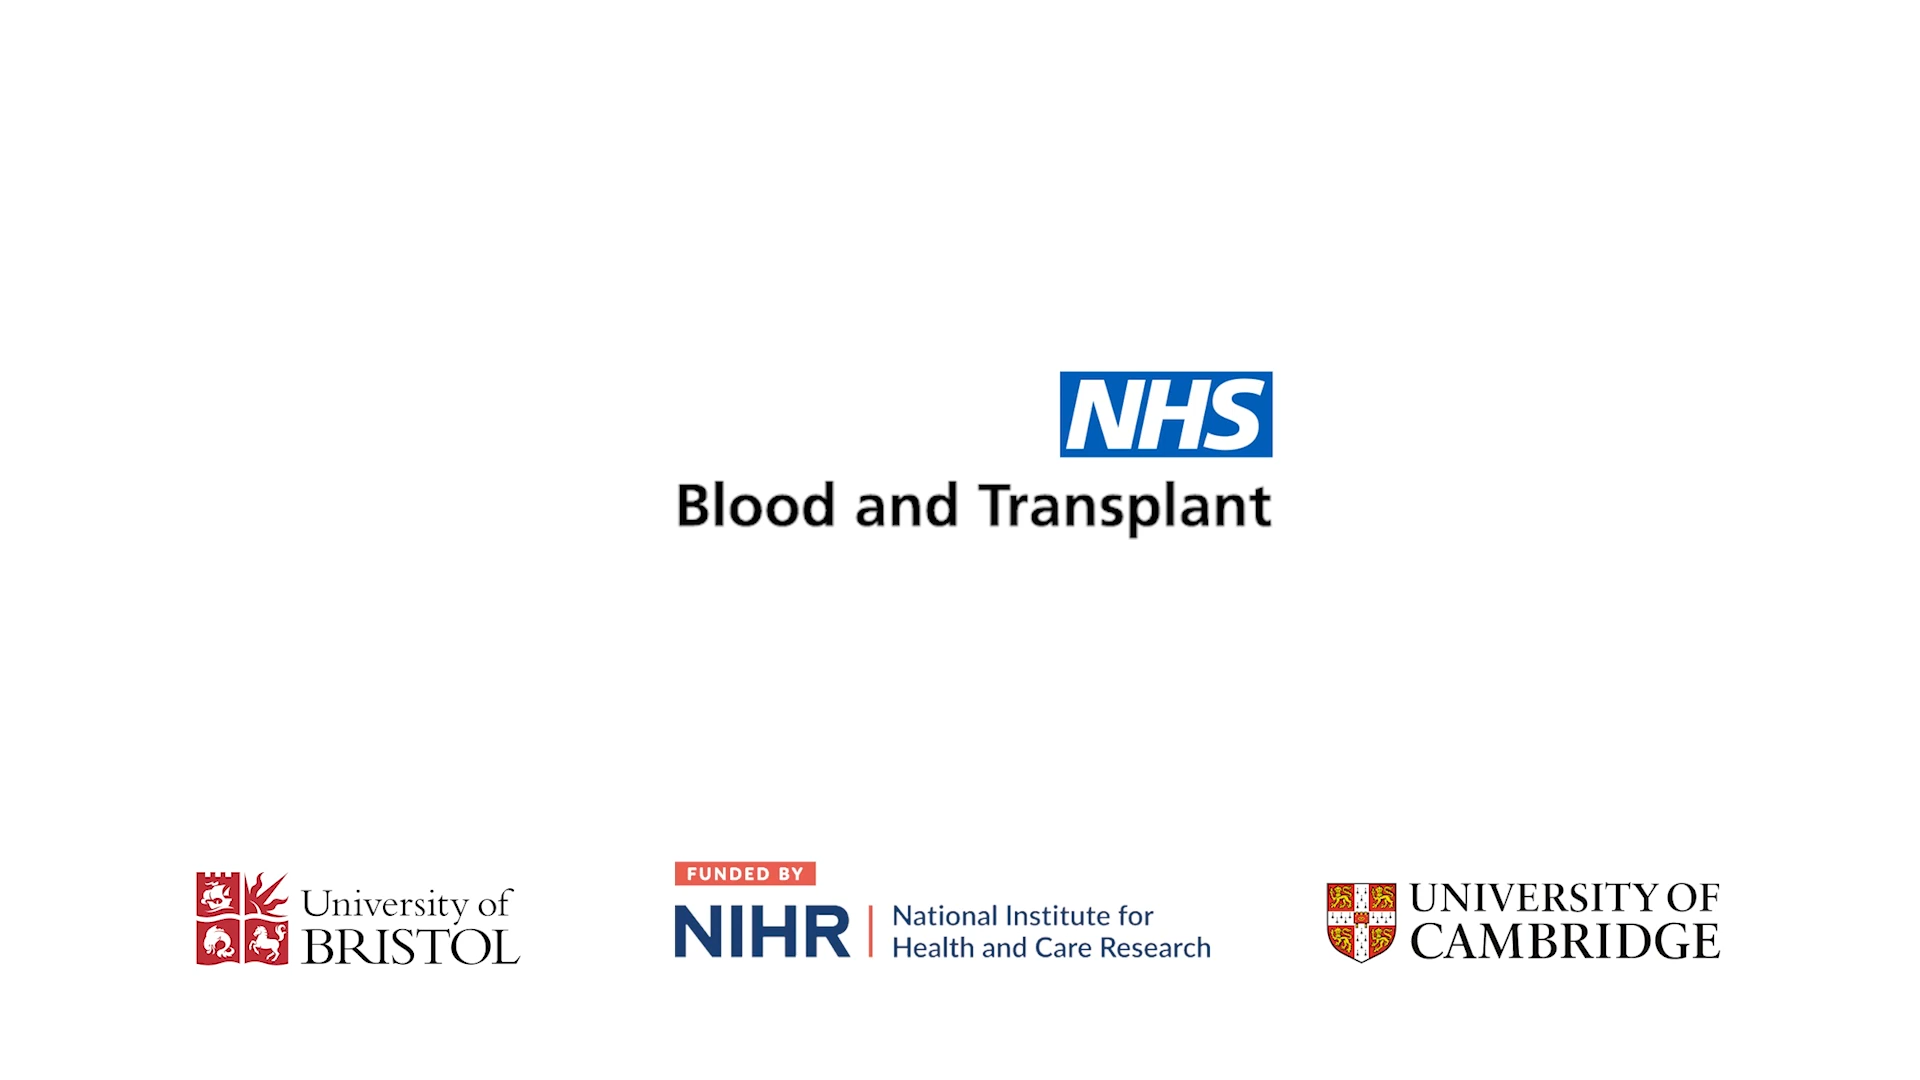 NHS
Blood and Transplant
University of
BRISTOL
FUNDED BY
NIHR
National Institute for
Health and Care Research
UNIVERSITY OF
CAMBRIDGE